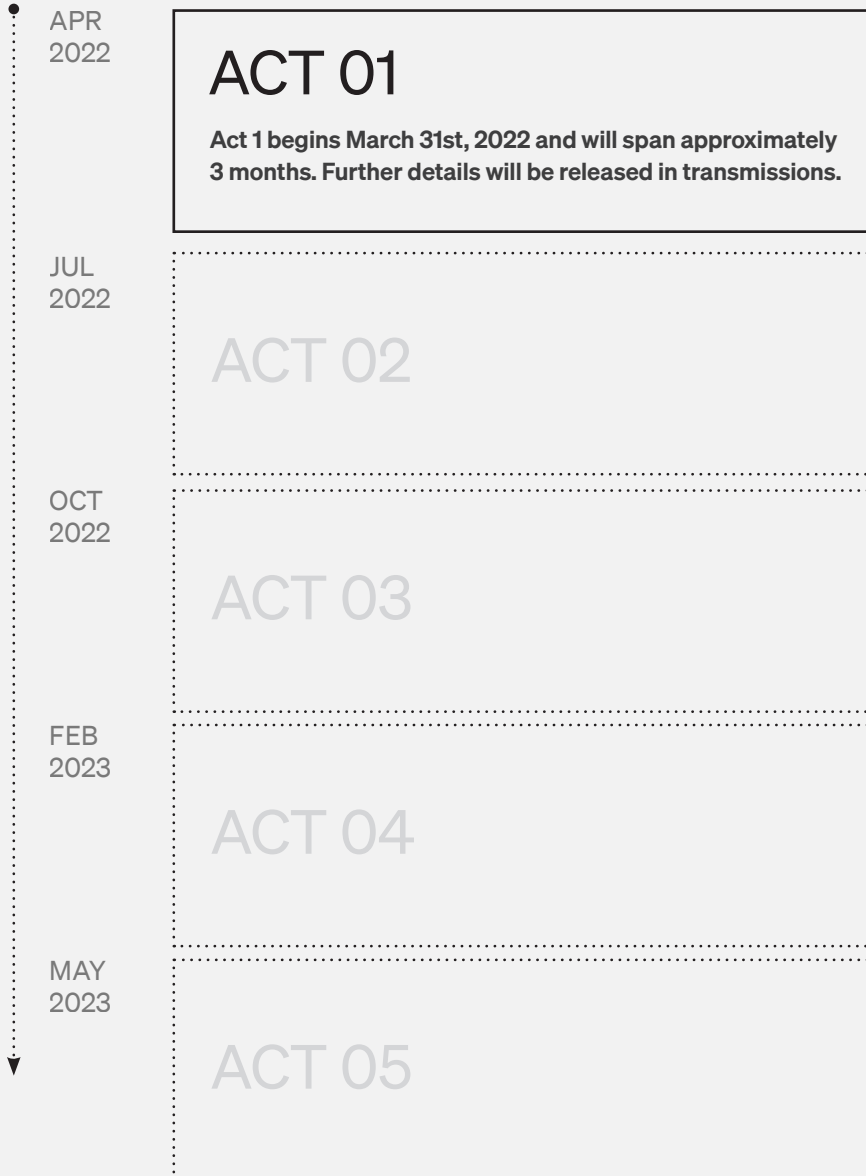 APR
2022
ACT 01
Act 1 begins March 31st, 2022 and will span approximately
3 months. Further details will be released in transmissions.
JUL
2022
ACT 02
OCT
2022
ACT 03
FEB
2023
ACT 04
MAY
2023
ACT 05